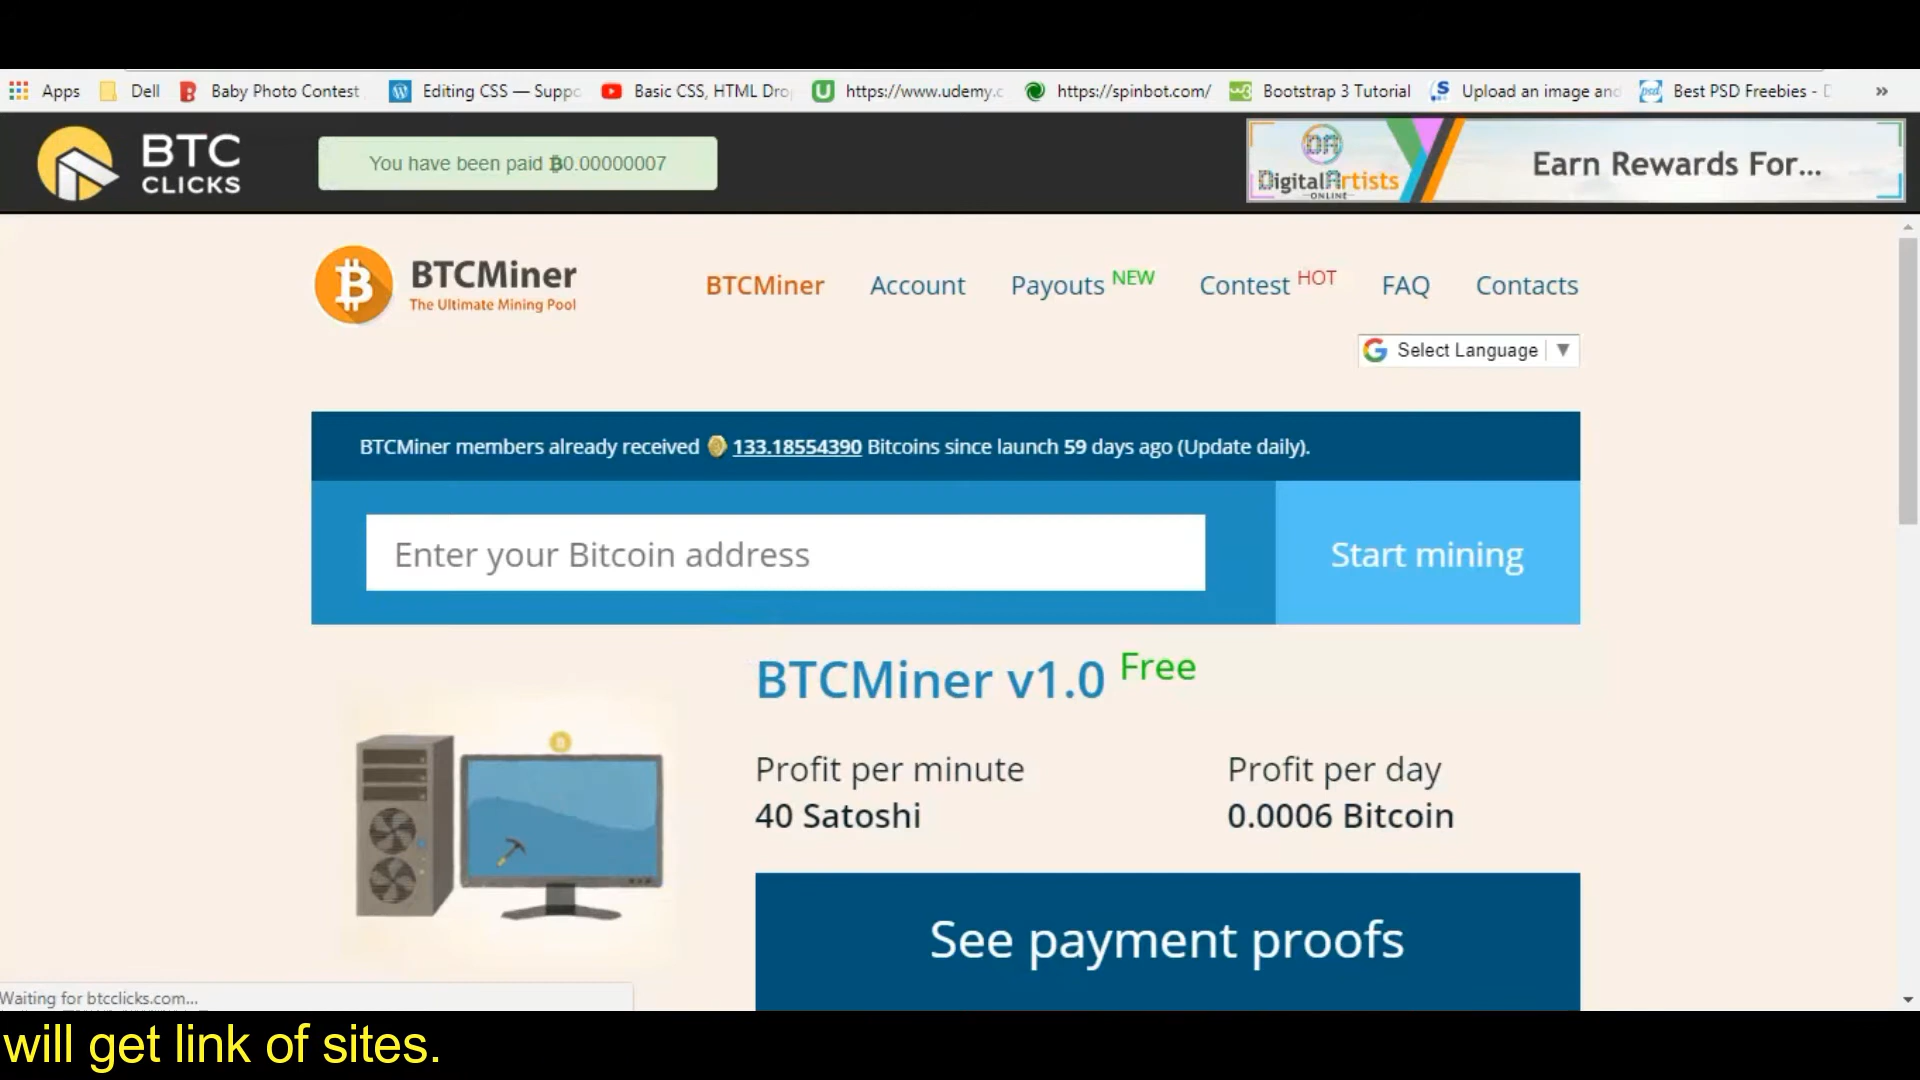 Apps Dell Baby Photo Contest Editing CSS — Suppo Basic CSS, HTML Dro https://www.udemy.c https://spinbot.com/ Bootstrap 3 Tutorial Upload an image and Best PSD Freebies - D »
BTC
CLICKS
You have been paid ฿0.00000007
DA
DigitalArtists
ONLINE
Earn Rewards For...
BTCMiner
The Ultimate Mining Pool
BTCMiner Account Payouts NEW Contest HOT FAQ Contacts
Select Language ▼
BTCMiner members already received 133.18554390 Bitcoins since launch 59 days ago (Update daily).
Enter your Bitcoin address
Start mining
BTCMiner v1.0 Free
Profit per minute Profit per day
40 Satoshi 0.0006 Bitcoin
See payment proofs
Waiting for btcclicks.com...
will get link of sites.